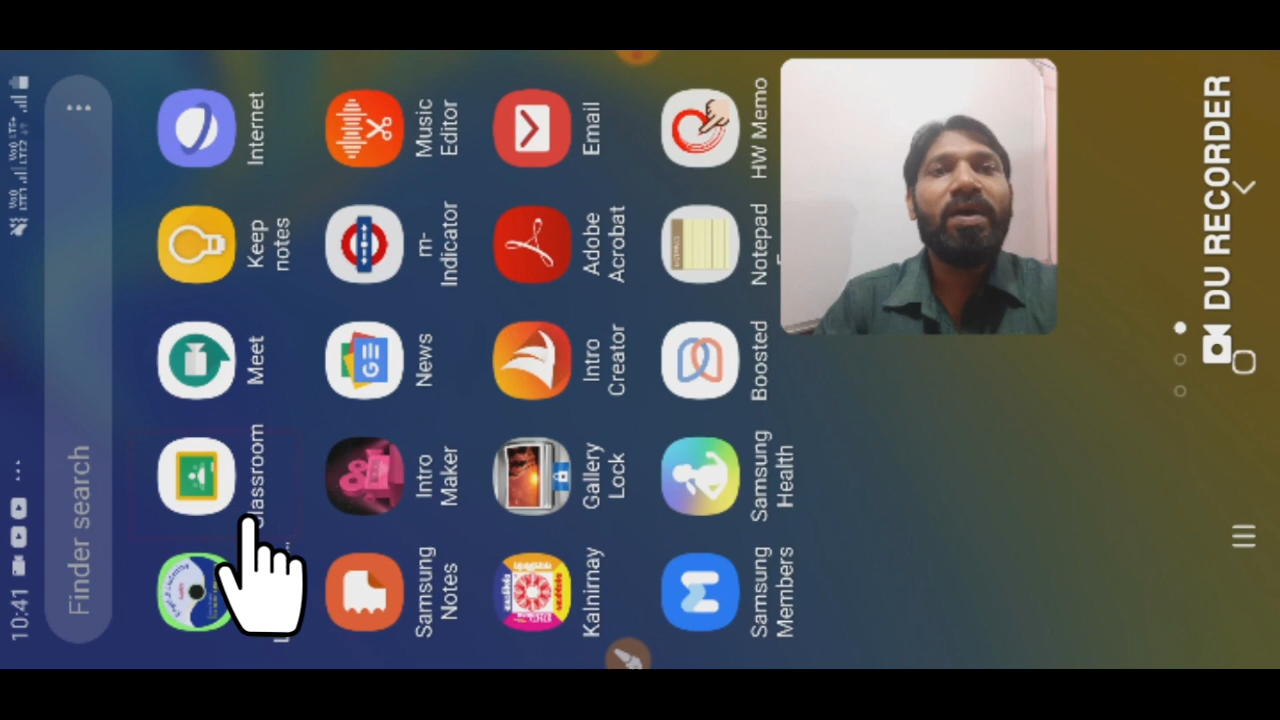 10:41
Finder search
Classroom
Meet
Keep
notes
Internet
Samsung
Notes
Intro
Maker
News
m-
Indicator
Music
Editor
Kalnirnay
Gallery
Lock
Intro
Creator
Adobe
Acrobat
Email
Samsung
Members
Samsung
Health
Boosted
Notepad
HW Memo
DU RECORDER